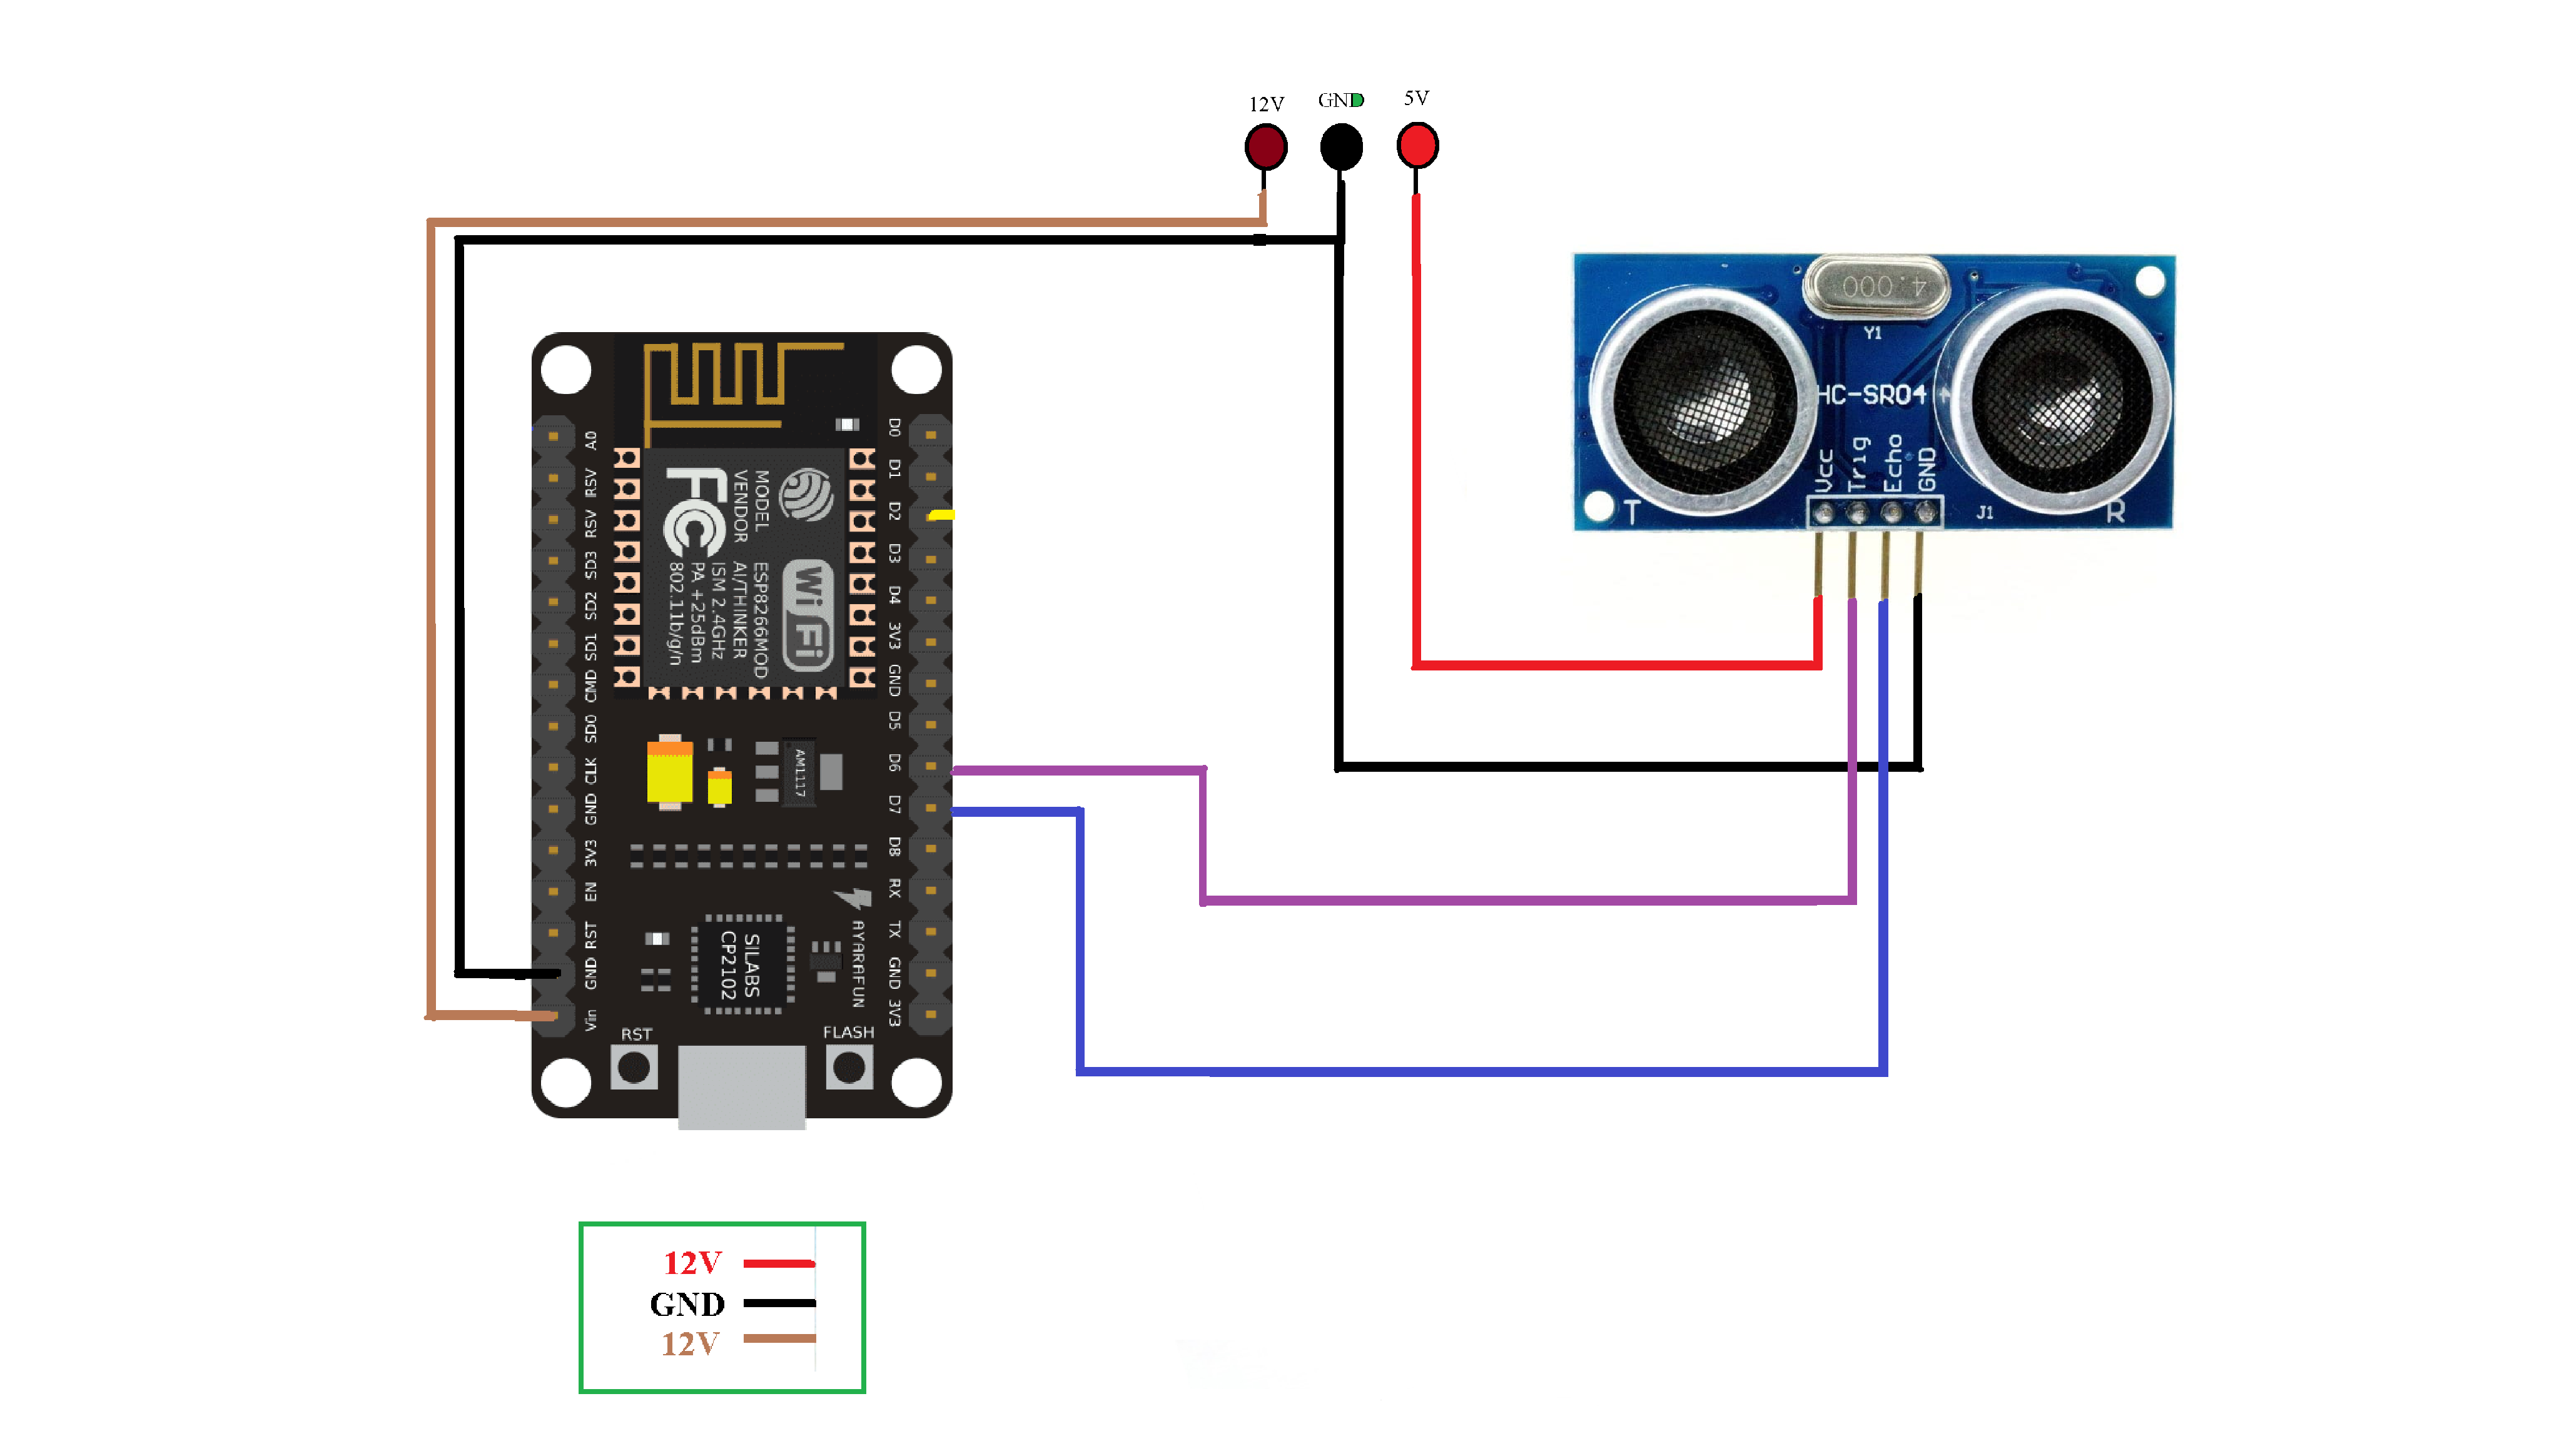 12V GND 5V
4.000
Y1
HC-SR04
Vcc Trig Echo GND
T J1 R
A0
RSV
RSV
SD3
SD2
SD1
CMD
SD0
CLK
GND
3V3
EN
RST
GND
Vin
D0
D1
D2
D3
D4
3V3
GND
D5
D6
D7
D8
RX
TX
GND
3V3
MODEL
VENDOR
ESP8266MOD
AI/THINKER
ISM 2.4GHz
PA +25dBm
802.11b/g/n
FC
WiFi
AM1117
SILABS
CP2102
AYARAFUN
RST FLASH
12V
GND
12V